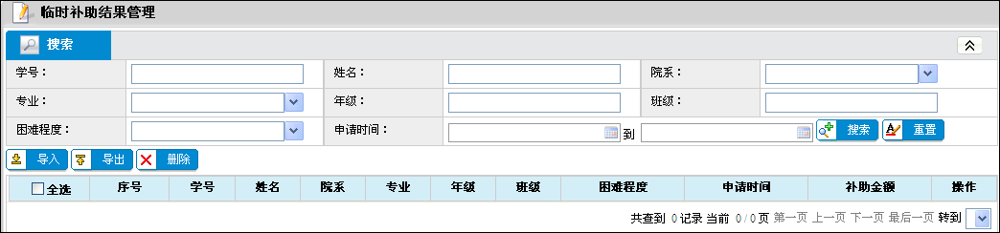 临时补助结果管理
搜索
学号： 姓名： 院系：
专业： 年级： 班级：
困难程度： 申请时间： 到 搜索 重置
导入 导出 删除
全选 序号 学号 姓名 院系 专业 年级 班级 困难程度 申请时间 补助金额 操作
共查到 0记录 当前 0/0页 第一页 上一页 下一页 最后一页 转到